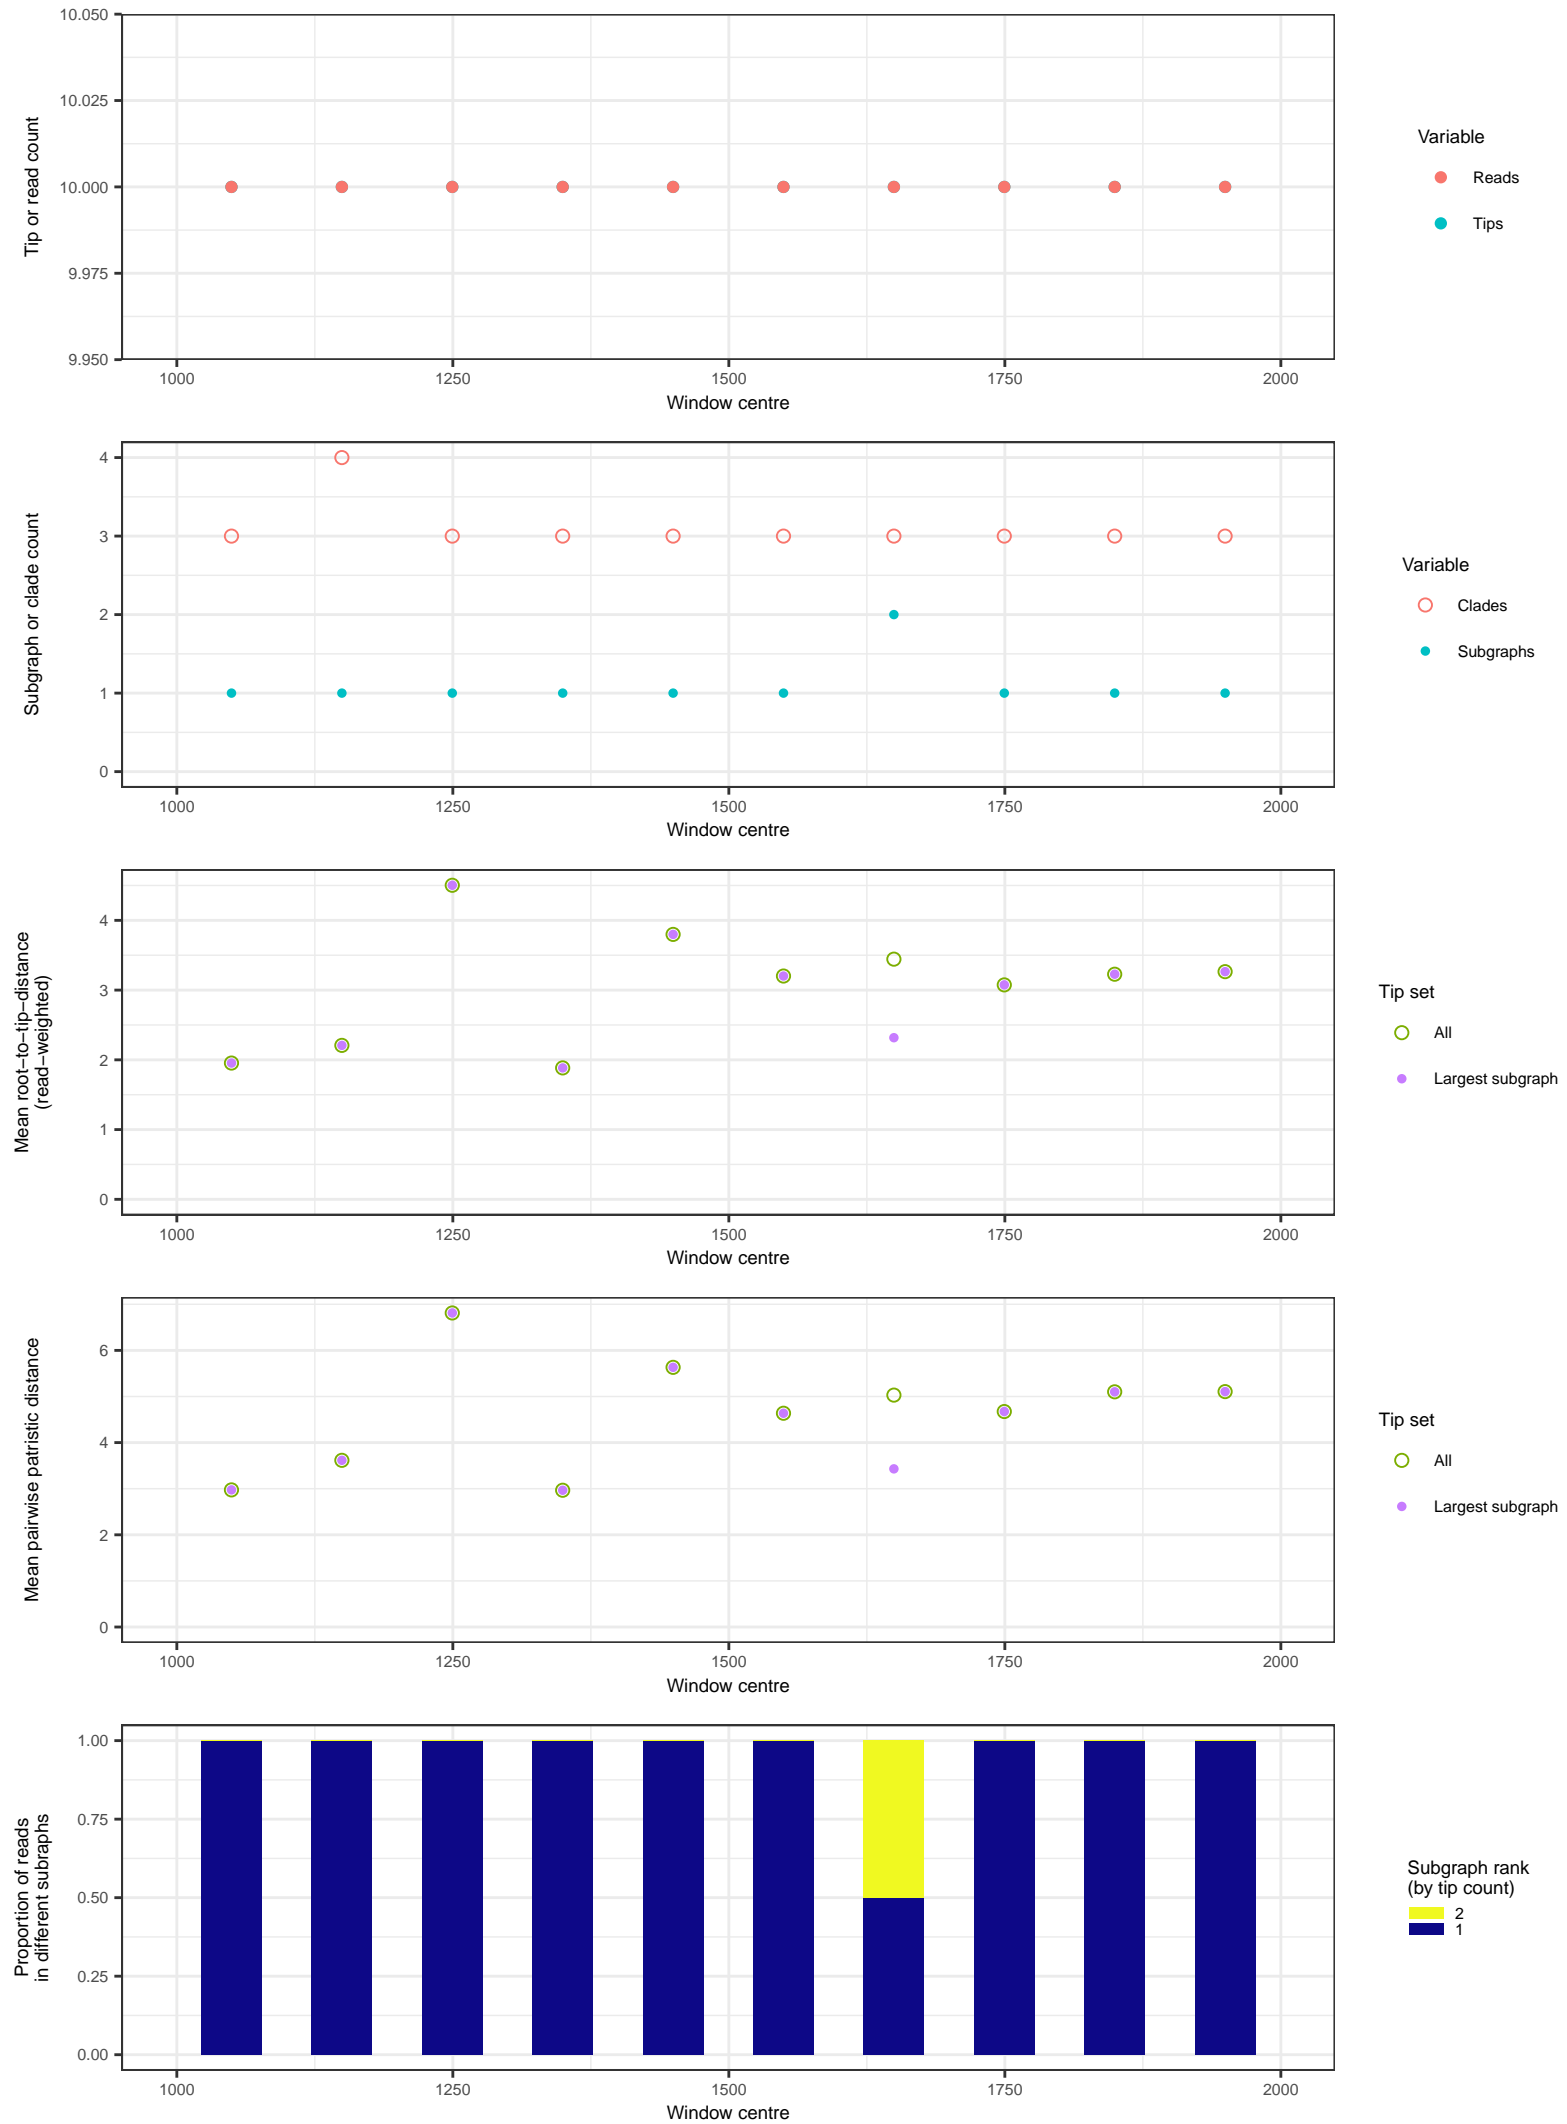 10.050
10.025
10.000
9.975
9.950
Tip or read count
1000 1250 1500 1750 2000
Window centre
Variable
Reads
Tips
4
3
2
1
0
Subgraph or clade count
1000 1250 1500 1750 2000
Window centre
Variable
Clades
Subgraphs
4
3
2
1
0
Mean root−to−tip−distance
(read−weighted)
1000 1250 1500 1750 2000
Window centre
Tip set
All
Largest subgraph
6
4
2
0
Mean pairwise patristic distance
1000 1250 1500 1750 2000
Window centre
Tip set
All
Largest subgraph
1.00
0.75
0.50
0.25
0.00
Proportion of reads
in different subraphs
1000 1250 1500 1750 2000
Window centre
Subgraph rank
(by tip count)
2
1